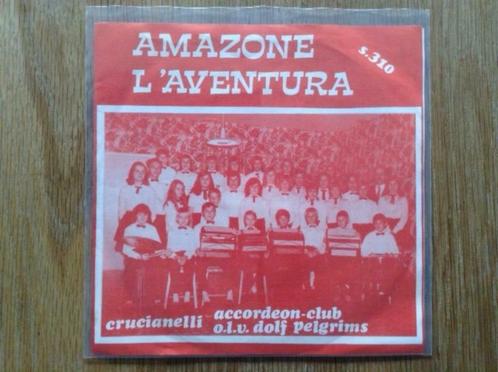 AMAZONE
L'AVENTURA
s.310
crucianelli accordeon-club
o.l.v. dolf pelgrims